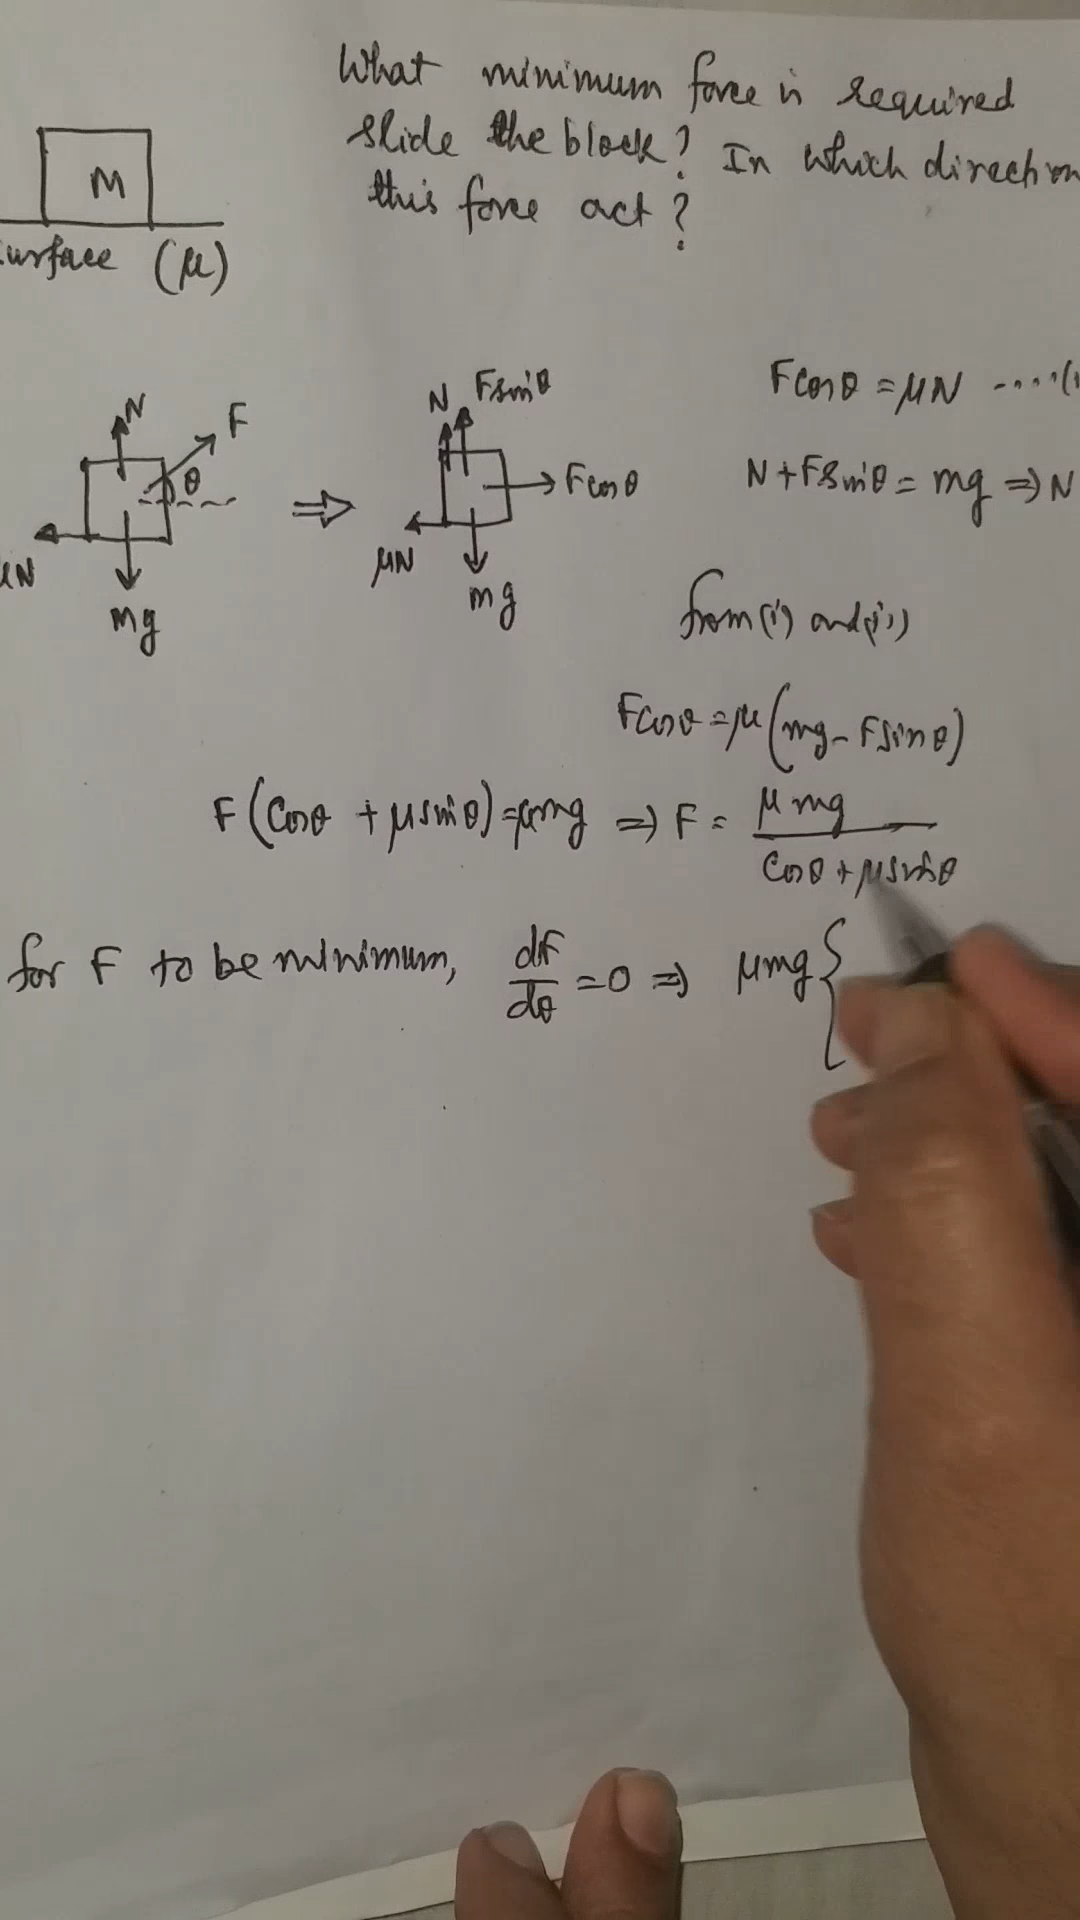 What minimum force is required
slide the block? In which direction
this force act?
M
surface (μ)
N
F
θ
μN
mg
⇒
N Fsinθ
Fcosθ
μN
mg
Fcosθ = μN ....(i
N + Fsinθ = mg ⇒ N
from (i) and (ii)
Fcosθ = μ(mg - Fsinθ)
F(cosθ + μsinθ) = μmg ⇒ F = μmg / cosθ + μsinθ
for F to be minimum, dF/dθ = 0 ⇒ μmg {